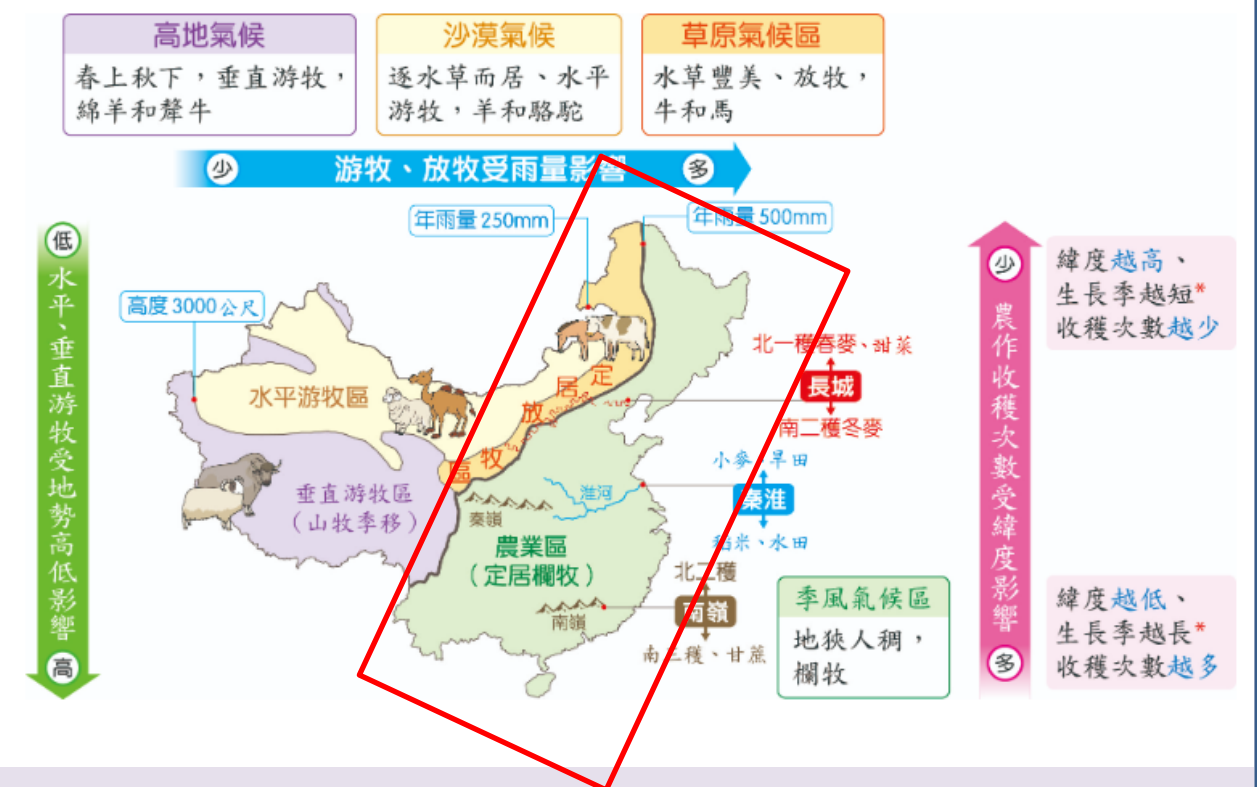 高地氣候
春上秋下，垂直游牧，
綿羊和犛牛
沙漠氣候
逐水草而居、水平
游牧，羊和駱駝
草原氣候區
水草豐美、放牧，
牛和馬
少 游牧、放牧受雨量影響 多
年雨量 250mm
年雨量 500mm
低
水平、垂直游牧受地勢高低影響
高
高度 3000 公尺
水平游牧區
垂直游牧區
（山牧季移）
定居放牧區
秦嶺
淮河
農業區
（定居欄牧）
南嶺
北一穫春麥、甜菜
長城
南二穫冬麥
小麥、旱田
秦淮
稻米、水田
北二穫
南嶺
南三穫、甘蔗
季風氣候區
地狹人稠，
欄牧
少
農作收穫次數受緯度影響
多
緯度越高、
生長季越短*
收穫次數越少
緯度越低、
生長季越長*
收穫次數越多